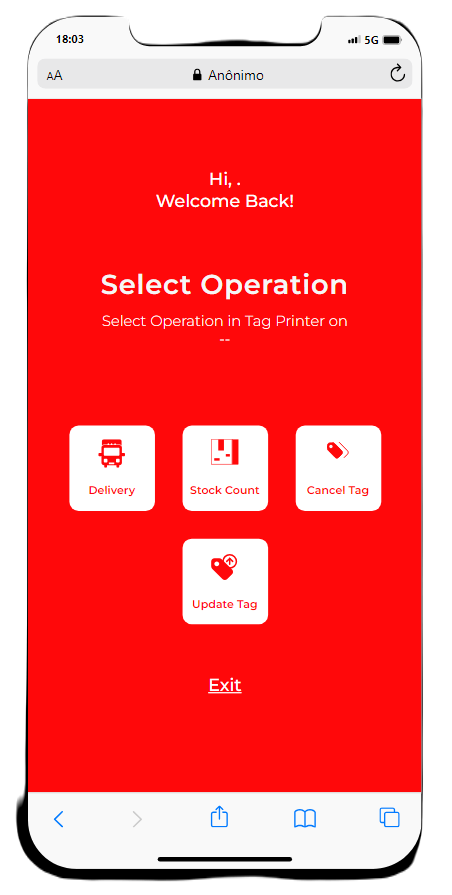 18:03
5G
AA
Anônimo
Hi, .
Welcome Back!
Select Operation
Select Operation in Tag Printer on
--
Delivery
Stock Count
Cancel Tag
Update Tag
Exit